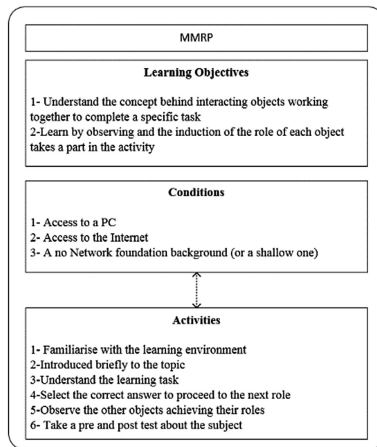 MMRP
Learning Objectives
1- Understand the concept behind interacting objects working
together to complete a specific task
2-Learn by observing and the induction of the role of each object
takes a part in the activity
Conditions
1- Access to a PC
2- Access to the Internet
3- A no Network foundation background (or a shallow one)
Activities
1- Familiarise with the learning environment
2-Introduced briefly to the topic
3-Understand the learning task
4-Select the correct answer to proceed to the next role
5-Observe the other objects achieving their roles
6- Take a pre and post test about the subject